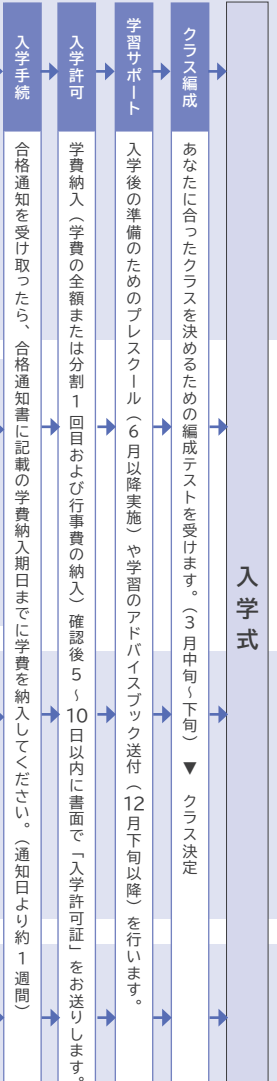 入学手続
合格通知を受け取ったら、合格通知書に記載の学費納入期日までに学費を納入してください。（通知日より約1週間）
入学許可
学費納入（学費の全額または分割1回目および行事費の納入）確認後5～10日以内に書面で「入学許可証」をお送りします。
学習サポート
入学後の準備のためのプレスクール（6月以降実施）や学習のアドバイスブック送付（12月下旬以降）を行います。
クラス編成
あなたに合ったクラスを決めるための編成テストを受けます。（3月中旬～下旬）▼ クラス決定
入学式